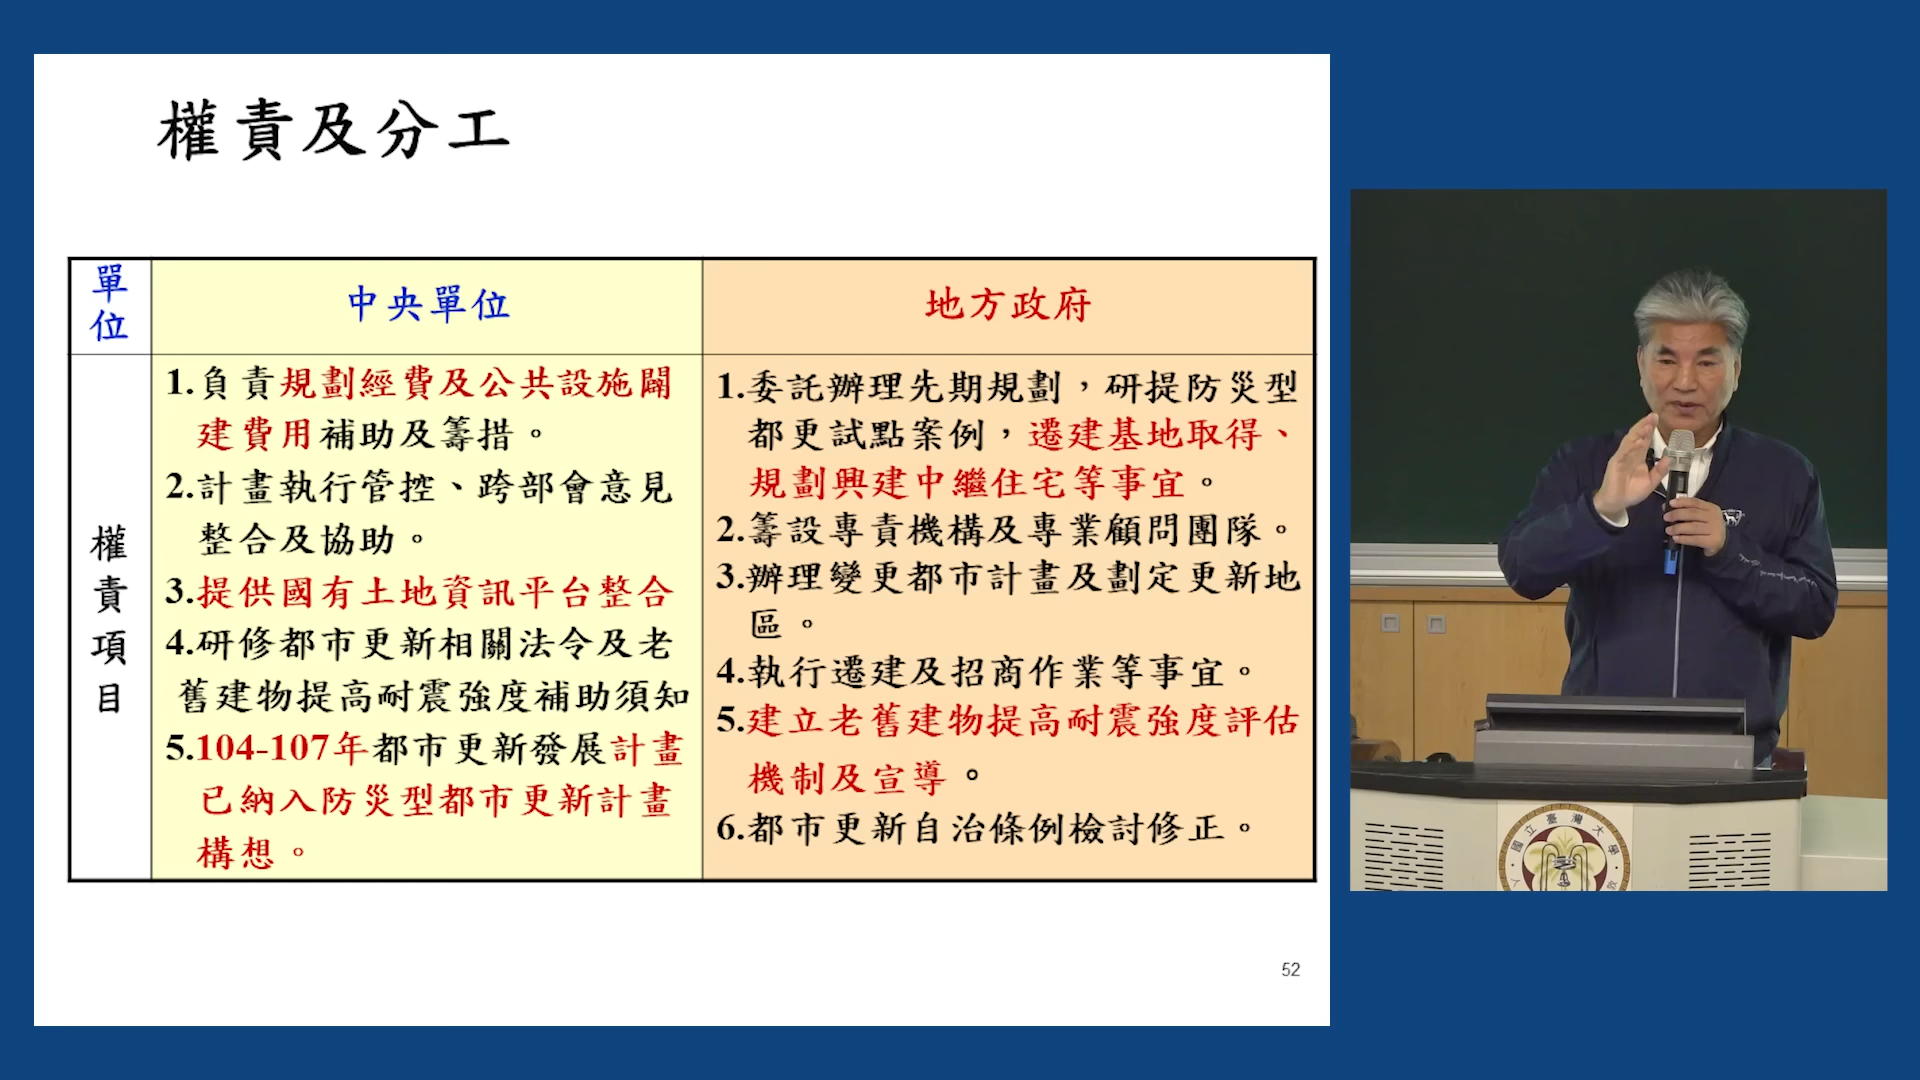 權責及分工
單位
中央單位
地方政府
權責項目
1.負責規劃經費及公共設施闢
建費用補助及籌措。
2.計畫執行管控、跨部會意見
整合及協助。
3.提供國有土地資訊平台整合
4.研修都市更新相關法令及老
舊建物提高耐震強度補助須知
5.104-107年都市更新發展計畫
已納入防災型都市更新計畫
構想。
1.委託辦理先期規劃，研提防災型
都更試點案例，遷建基地取得、
規劃興建中繼住宅等事宜。
2.籌設專責機構及專業顧問團隊。
3.辦理變更都市計畫及劃定更新地
區。
4.執行遷建及招商作業等事宜。
5.建立老舊建物提高耐震強度評估
機制及宣導。
6.都市更新自治條例檢討修正。
52
國立臺灣大學